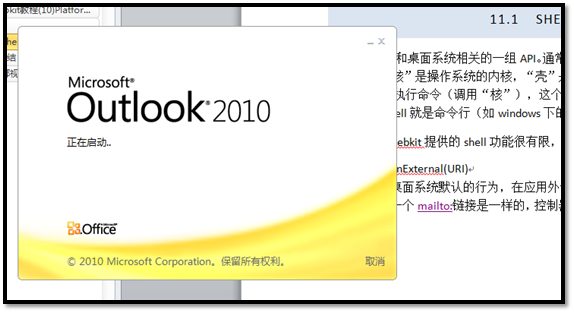 kit教程(10)Platfor...
11.1 SHE
Microsoft®
Outlook® 2010
正在启动..
Office
© 2010 Microsoft Corporation。保留所有权利。
取消
和桌面系统相关的一组 API。通常
”是操作系统的内核，“壳”
执行命令（调用“核”），这个
ell 就是命令行（如 windows 下的
ebkit 提供的 shell 功能很有限，
nExternal(URI)
桌面系统默认的行为，在应用外
一个 mailto:链接是一样的，控制